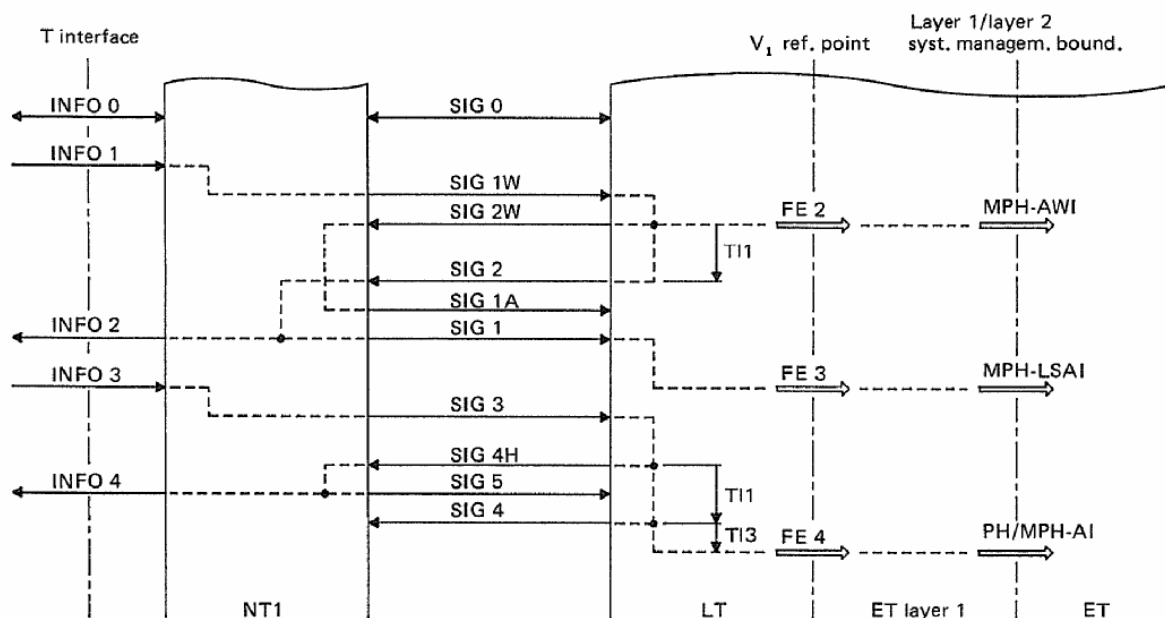 Layer 1/layer 2
T interface V₁ ref. point syst. managem. bound.
INFO 0 SIG 0
INFO 1
SIG 1W
SIG 2W FE 2 MPH-AWI
TI1
SIG 2
SIG 1A
INFO 2 SIG 1
INFO 3 FE 3 MPH-LSAI
SIG 3
SIG 4H
INFO 4 SIG 5 TI1
SIG 4
TI3 FE 4 PH/MPH-AI
NT1 LT ET layer 1 ET